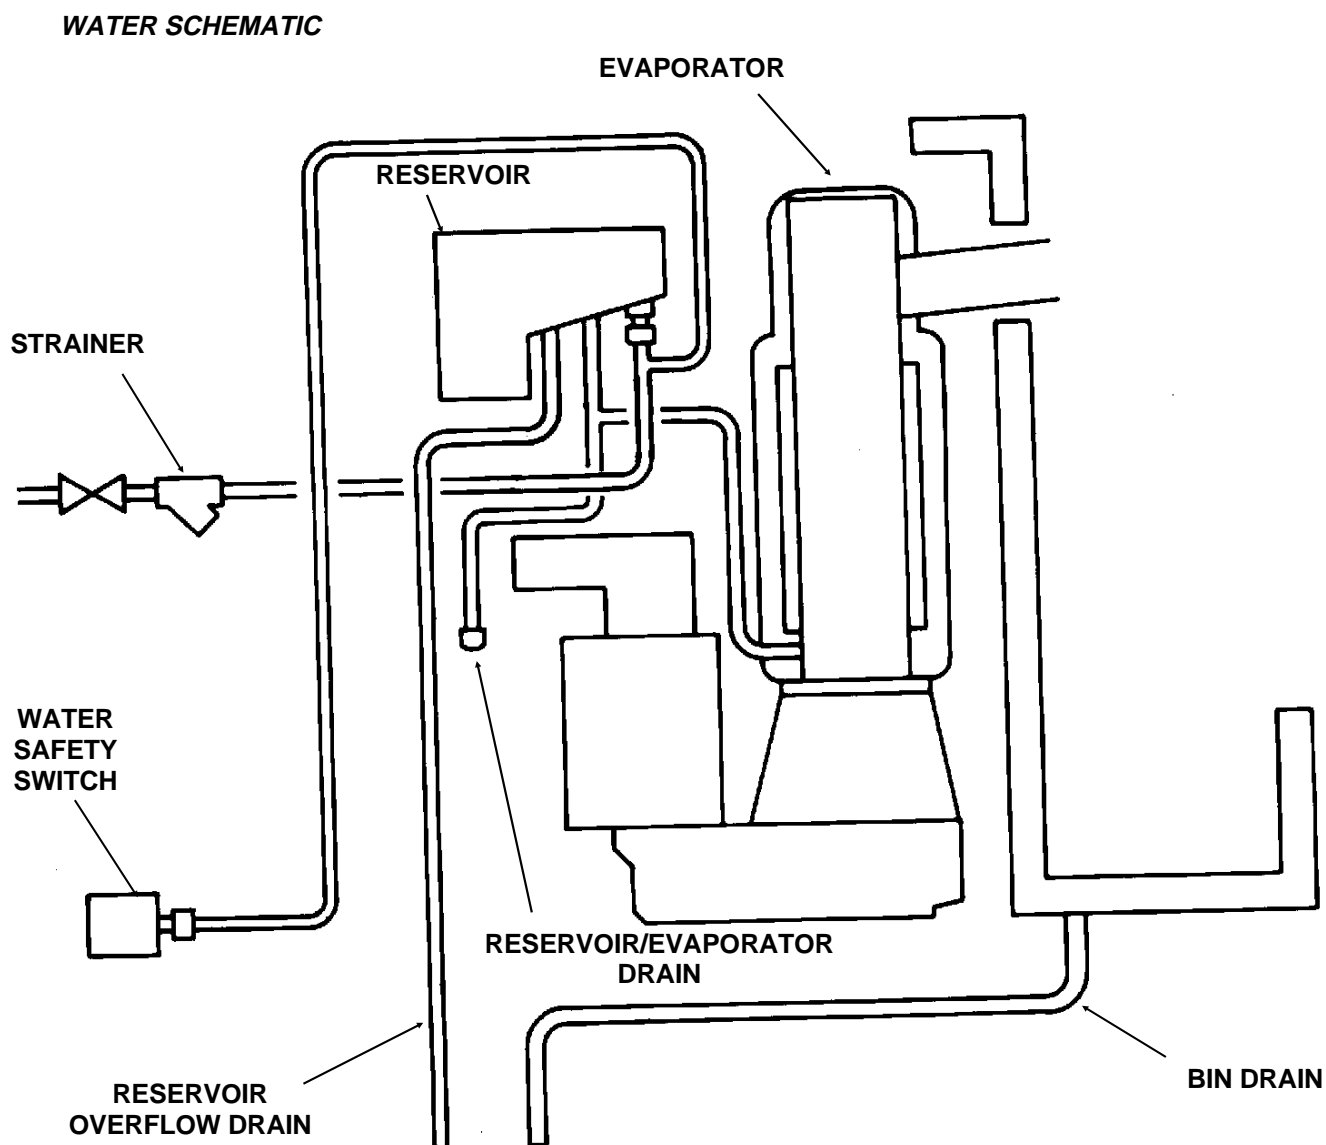 WATER SCHEMATIC
EVAPORATOR
RESERVOIR
STRAINER
WATER
SAFETY
SWITCH
RESERVOIR/EVAPORATOR
DRAIN
RESERVOIR
OVERFLOW DRAIN
BIN DRAIN